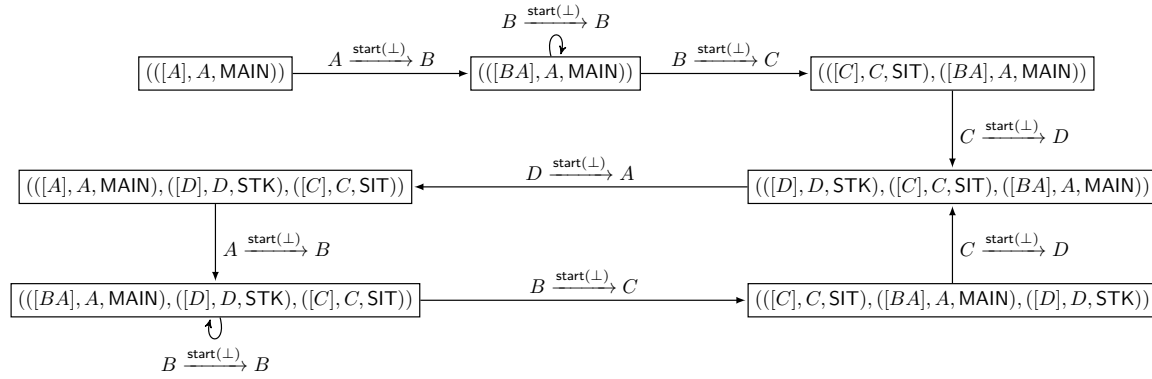 B start(⊥)⟶ B
(([A], A, MAIN)) A start(⊥)⟶ B (([BA], A, MAIN)) B start(⊥)⟶ C (([C], C, SIT), ([BA], A, MAIN))
C start(⊥)⟶ D
(([A], A, MAIN), ([D], D, STK), ([C], C, SIT)) D start(⊥)⟶ A (([D], D, STK), ([C], C, SIT), ([BA], A, MAIN))
A start(⊥)⟶ B C start(⊥)⟶ D
(([BA], A, MAIN), ([D], D, STK), ([C], C, SIT)) B start(⊥)⟶ C (([C], C, SIT), ([BA], A, MAIN), ([D], D, STK))
B start(⊥)⟶ B